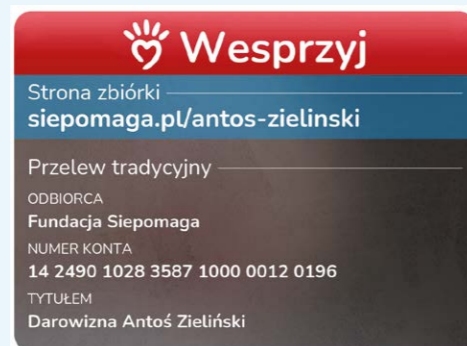 Wesprzyj
Strona zbiórki
siepomaga.pl/antos-zielinski
Przelew tradycyjny
ODBIORCA
Fundacja Siepomaga
NUMER KONTA
14 2490 1028 3587 1000 0012 0196
TYTUŁEM
Darowizna Antoś Zieliński